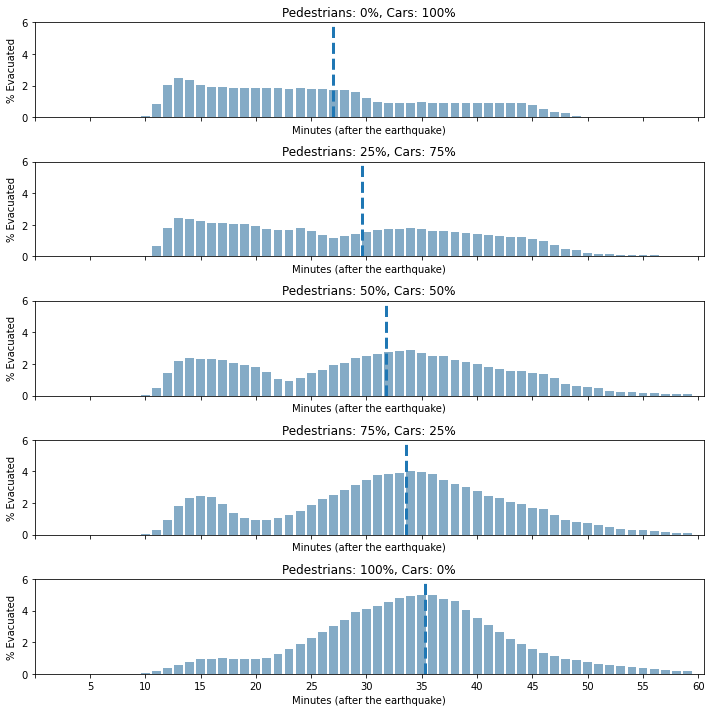 Pedestrians: 0%, Cars: 100%
6
4
2
0
% Evacuated
Minutes (after the earthquake)
Pedestrians: 25%, Cars: 75%
6
4
2
0
% Evacuated
Minutes (after the earthquake)
Pedestrians: 50%, Cars: 50%
6
4
2
0
% Evacuated
Minutes (after the earthquake)
Pedestrians: 75%, Cars: 25%
6
4
2
0
% Evacuated
Minutes (after the earthquake)
Pedestrians: 100%, Cars: 0%
6
4
2
0
% Evacuated
5 10 15 20 25 30 35 40 45 50 55 60
Minutes (after the earthquake)